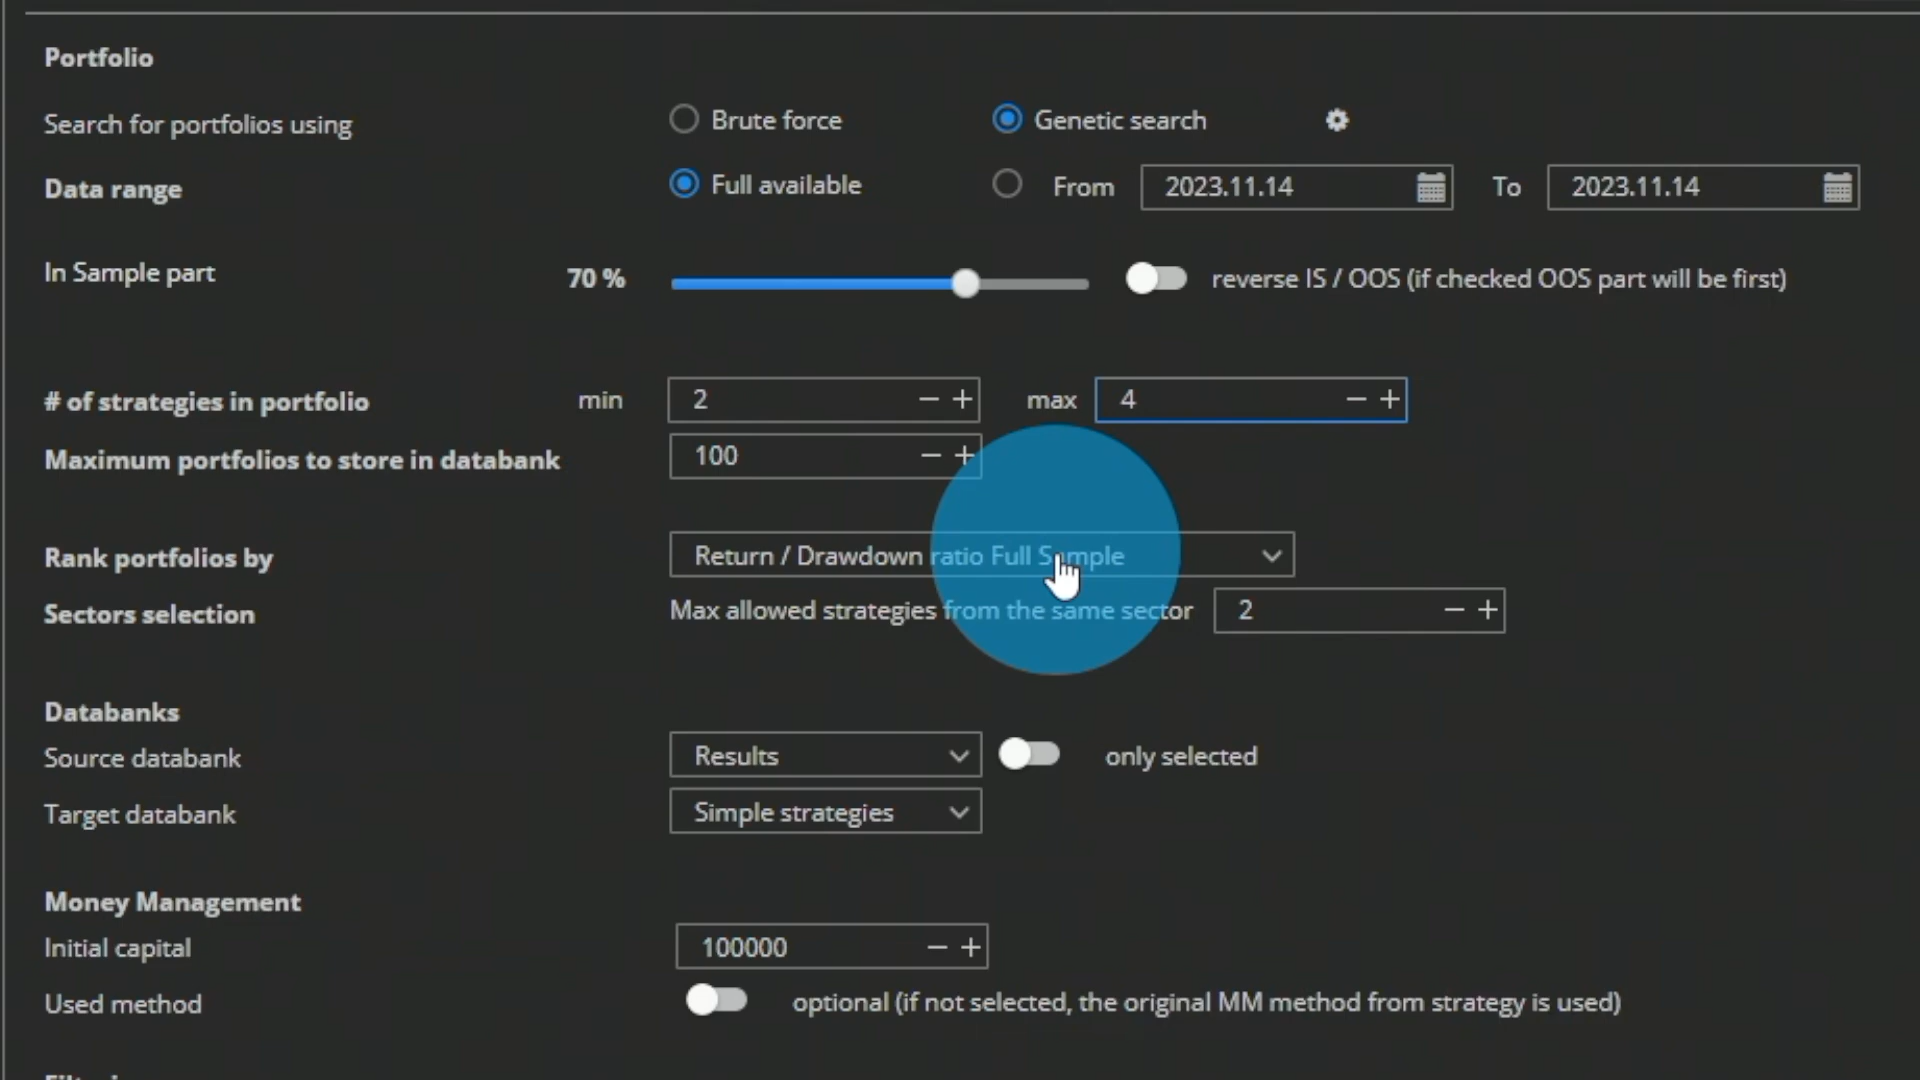 Portfolio
Search for portfolios using Brute force Genetic search
Data range Full available From 2023.11.14 To 2023.11.14
In Sample part 70 % reverse IS / OOS (if checked OOS part will be first)
# of strategies in portfolio min 2 max 4
Maximum portfolios to store in databank 100
Rank portfolios by Return / Drawdown ratio Full Sample
Sectors selection Max allowed strategies from the same sector 2
Databanks
Source databank Results only selected
Target databank Simple strategies
Money Management
Initial capital 100000
Used method optional (if not selected, the original MM method from strategy is used)